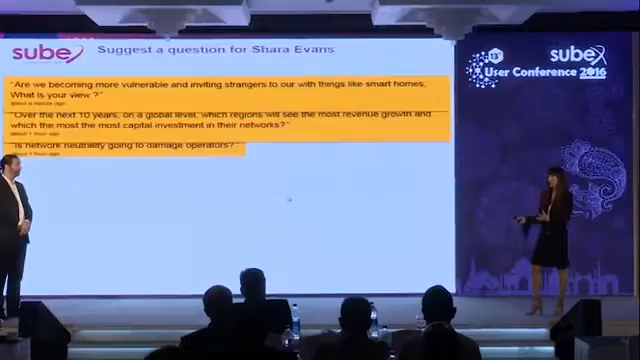 subex
subex
Suggest a question for Shara Evans
"Are we becoming more vulnerable and inviting strangers to our with things like smart homes,
What is your view ?"
about a minute ago
"Over the next 10 years, on a global level, which regions will see the most revenue growth and
which the most the most capital investment in their networks?"
about 1 hour ago
"Is network neutrality going to damage operators?"
about 1 hour ago
13
User Conference 2016
subex